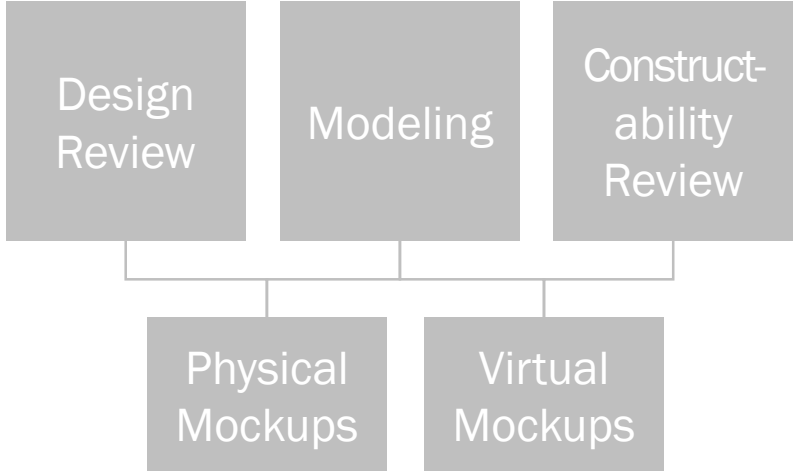 Design
Review
Modeling
Construct-
ability
Review
Physical
Mockups
Virtual
Mockups